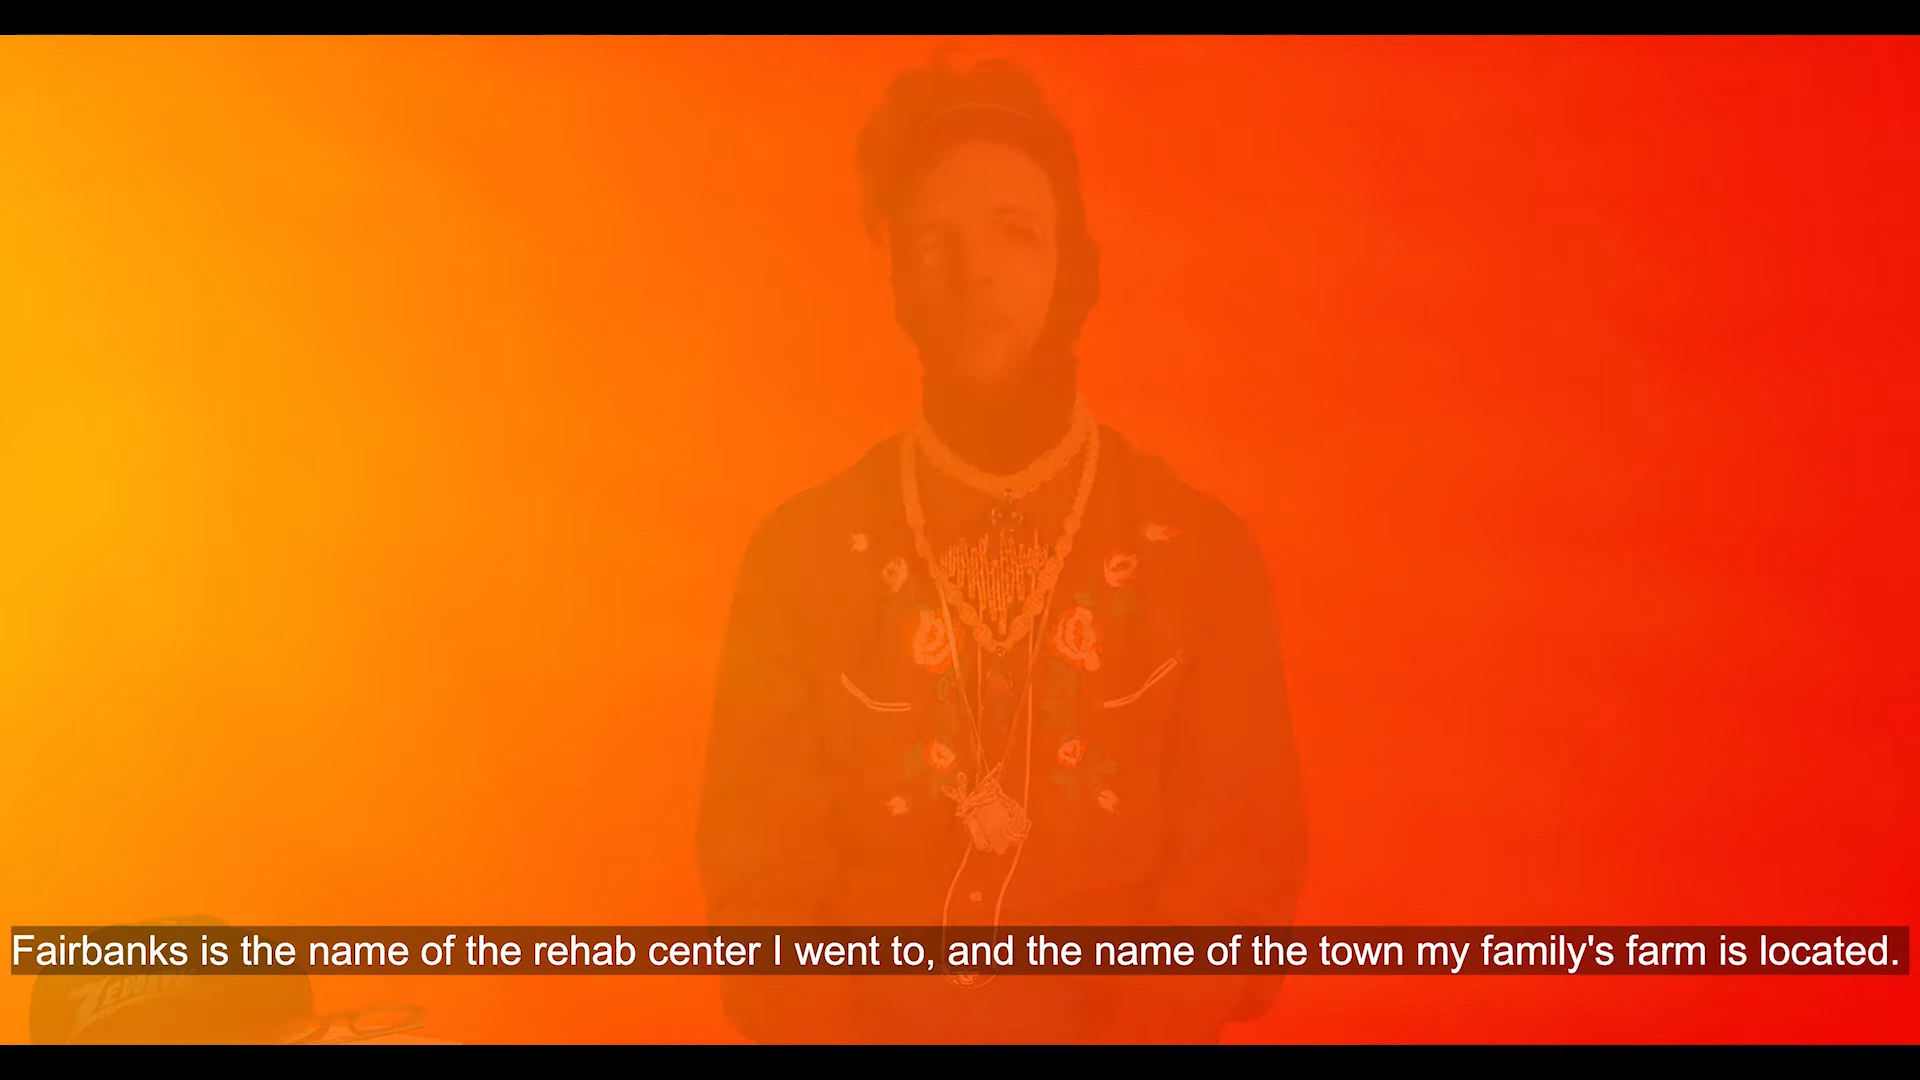 Fairbanks is the name of the rehab center I went to, and the name of the town my family's farm is located.
ZENITH